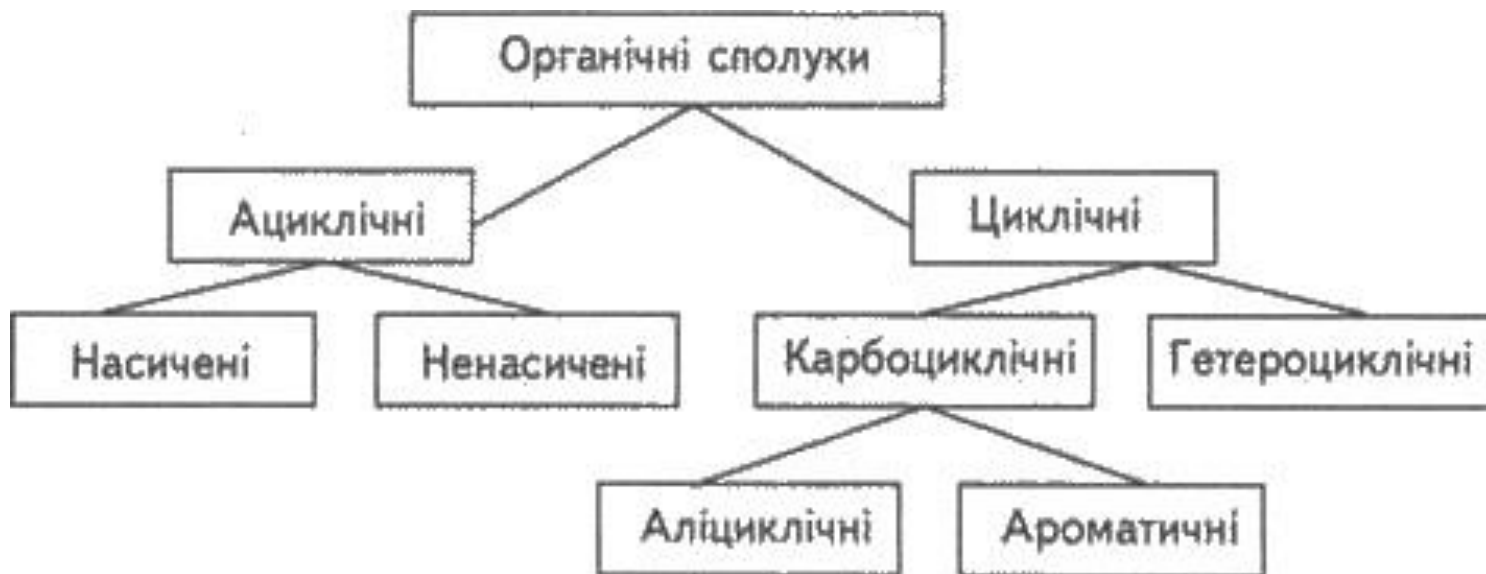 Органічні сполуки
Ациклічні
Циклічні
Насичені
Ненасичені
Карбоциклічні
Гетероциклічні
Аліциклічні
Ароматичні